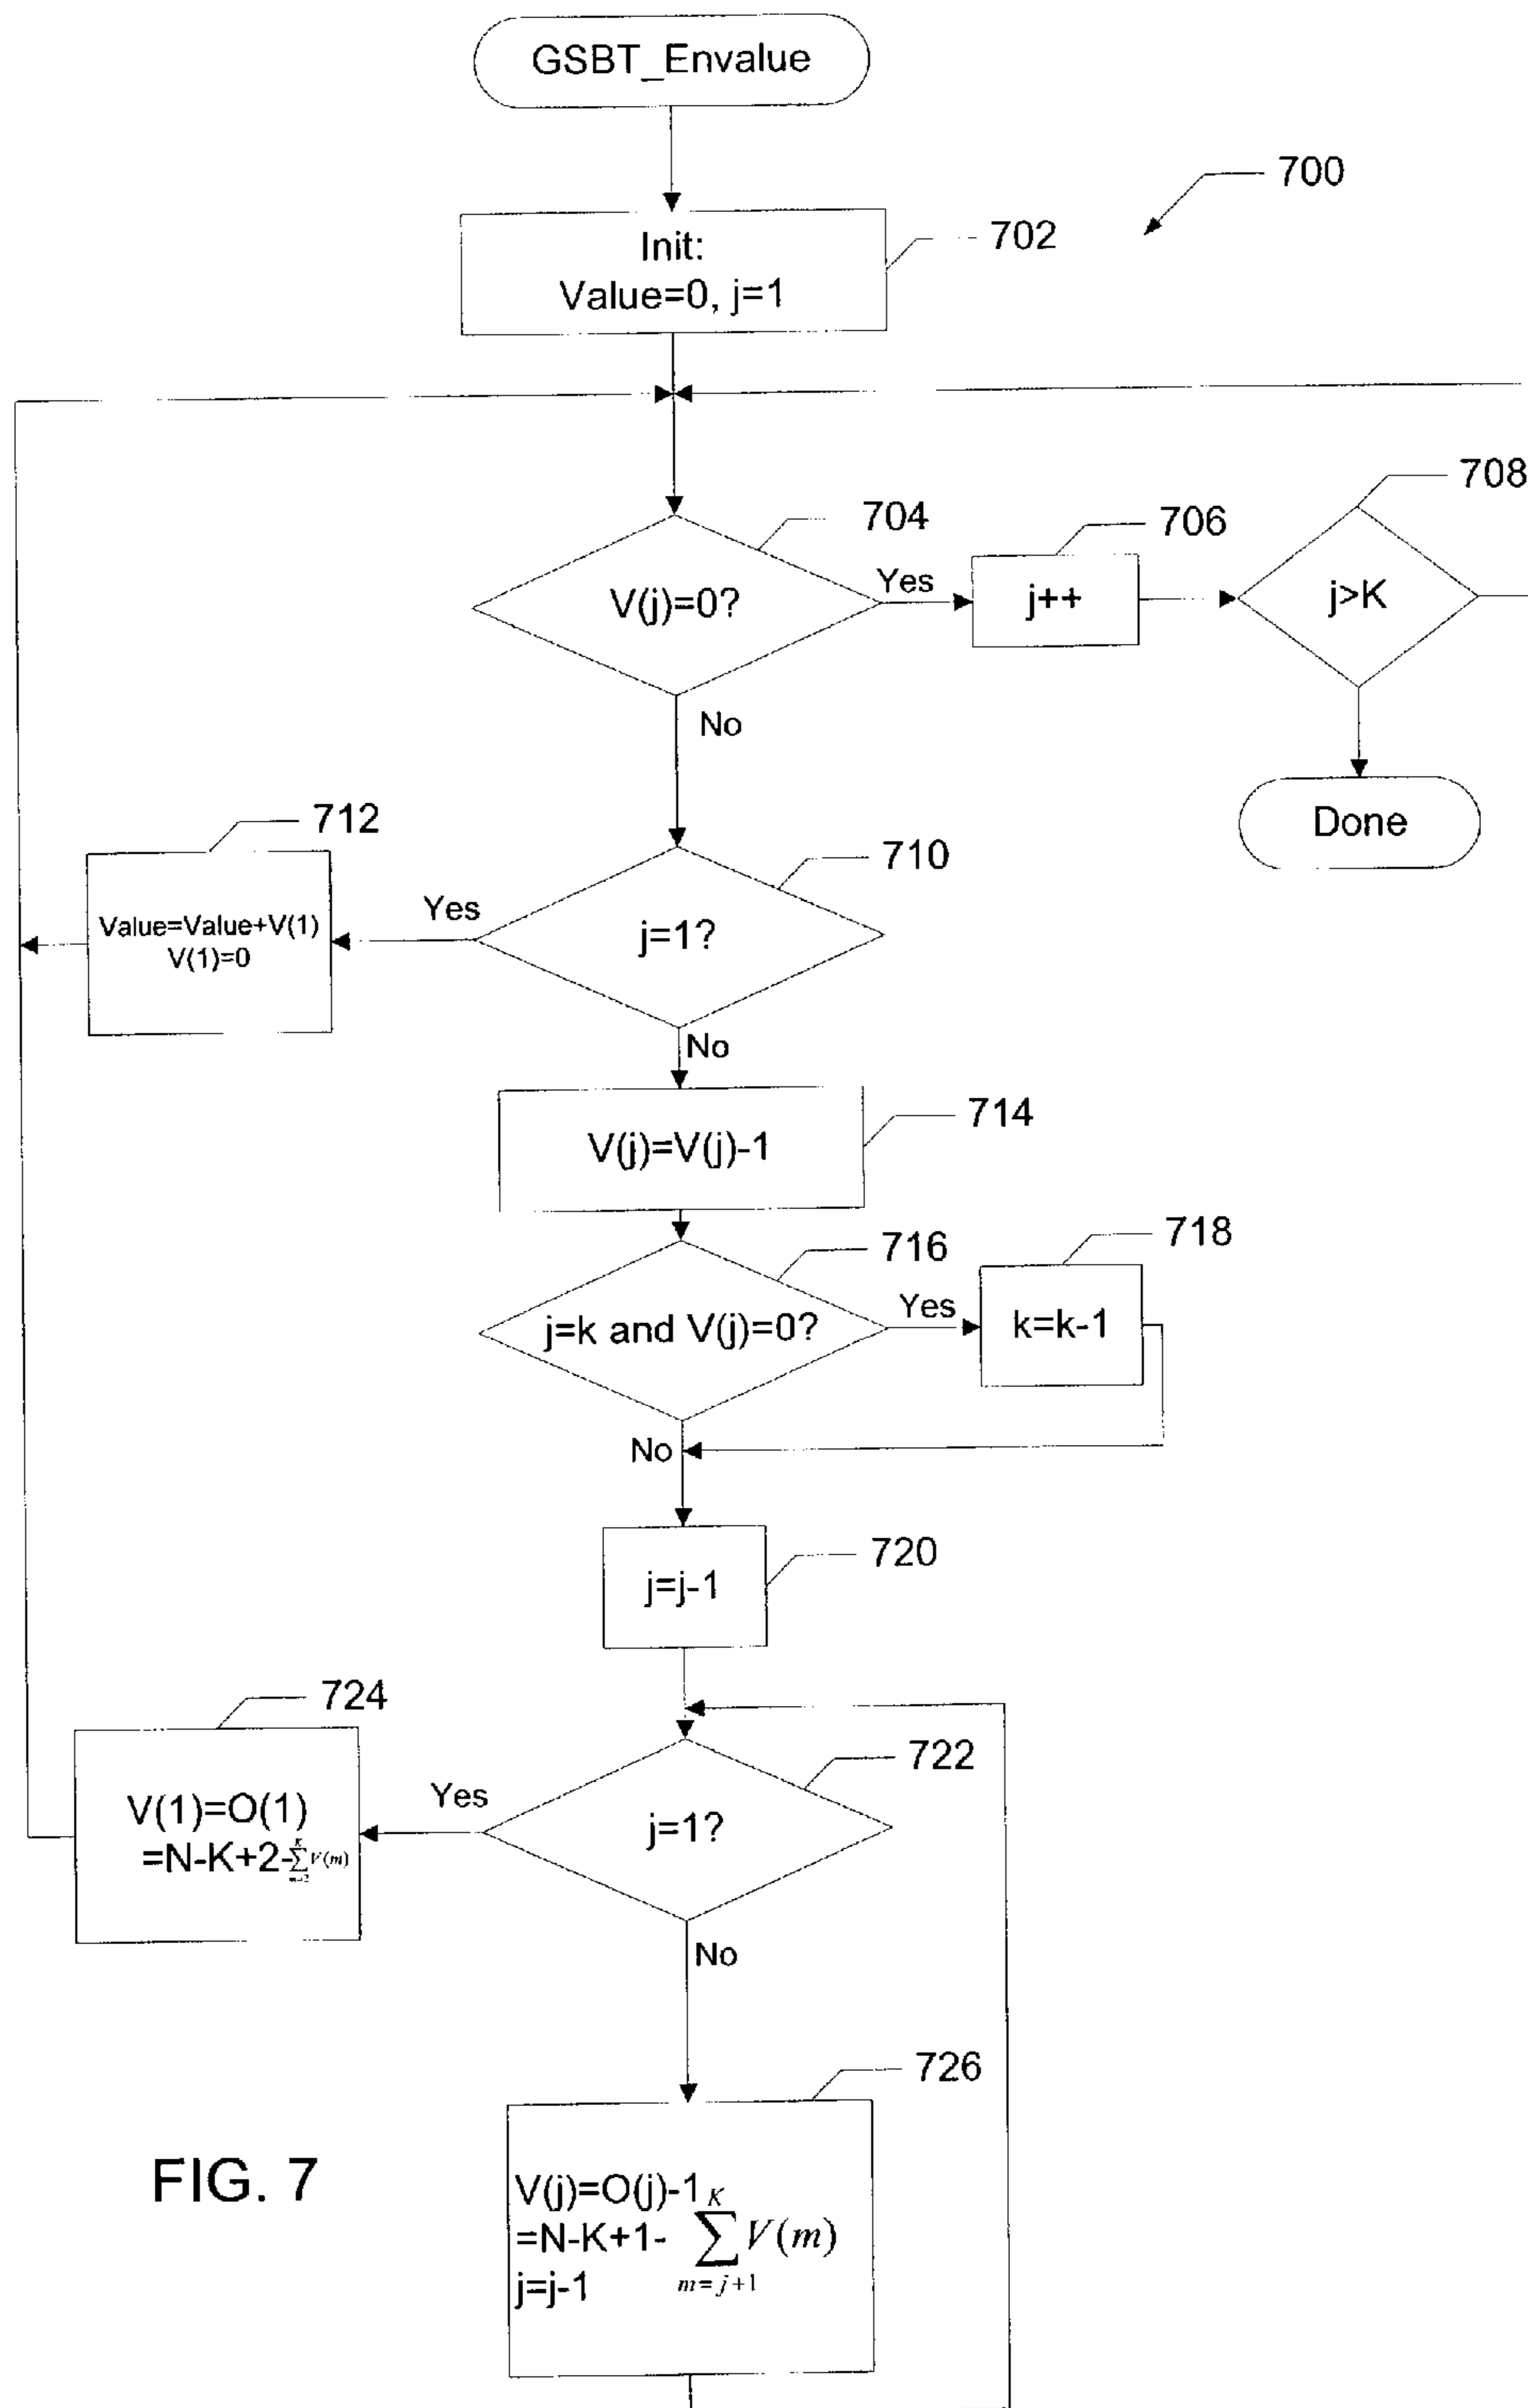 GSBT_Envalue
700
Init:
Value=0, j=1
702
708
704
706
V(j)=0?
Yes
j++
j>K
No
712
710
Done
Value=Value+V(1)
V(1)=0
Yes
j=1?
No
714
V(j)=V(j)-1
716
718
j=k and V(j)=0?
Yes
k=k-1
No
720
j=j-1
724
722
V(1)=O(1)
=N-K+2-∑V(m)
K
m=2
Yes
j=1?
No
726
FIG. 7
V(j)=O(j)-1
K
=N-K+1-∑V(m)
j=j-1
m=j+1